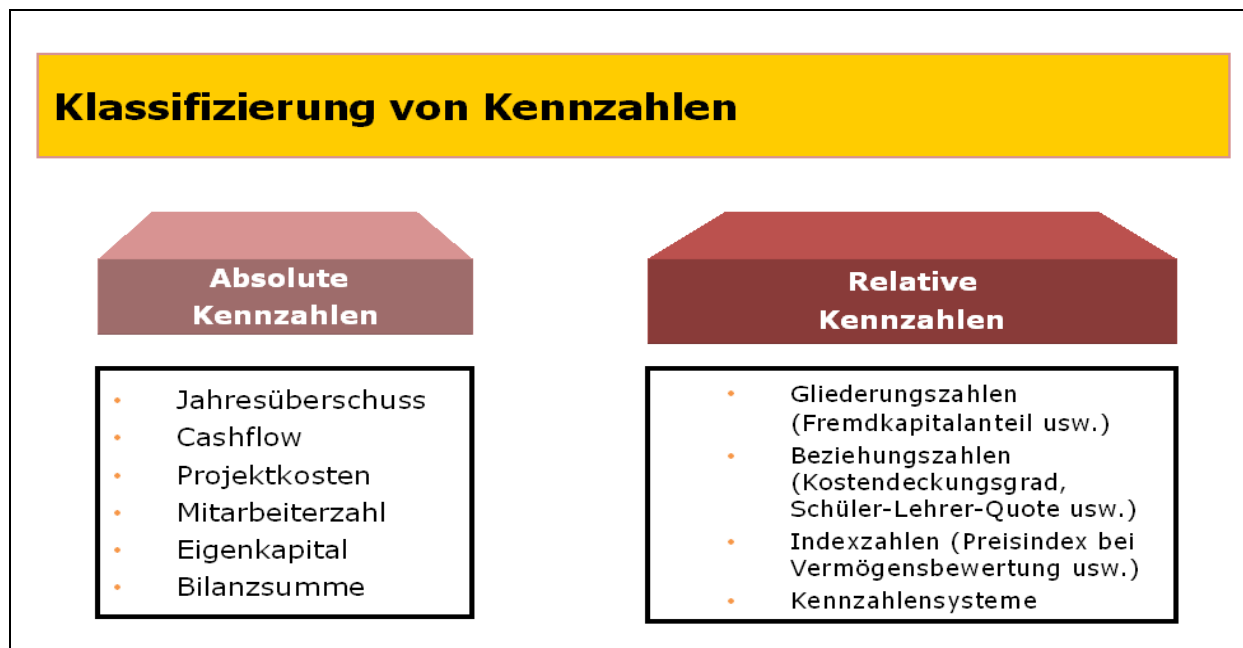 Klassifizierung von Kennzahlen
Absolute
Kennzahlen
• Jahresüberschuss
• Cashflow
• Projektkosten
• Mitarbeiterzahl
• Eigenkapital
• Bilanzsumme
Relative
Kennzahlen
• Gliederungszahlen
(Fremdkapitalanteil usw.)
• Beziehungszahlen
(Kostendeckungsgrad,
Schüler-Lehrer-Quote usw.)
• Indexzahlen (Preisindex bei
Vermögensbewertung usw.)
• Kennzahlensysteme